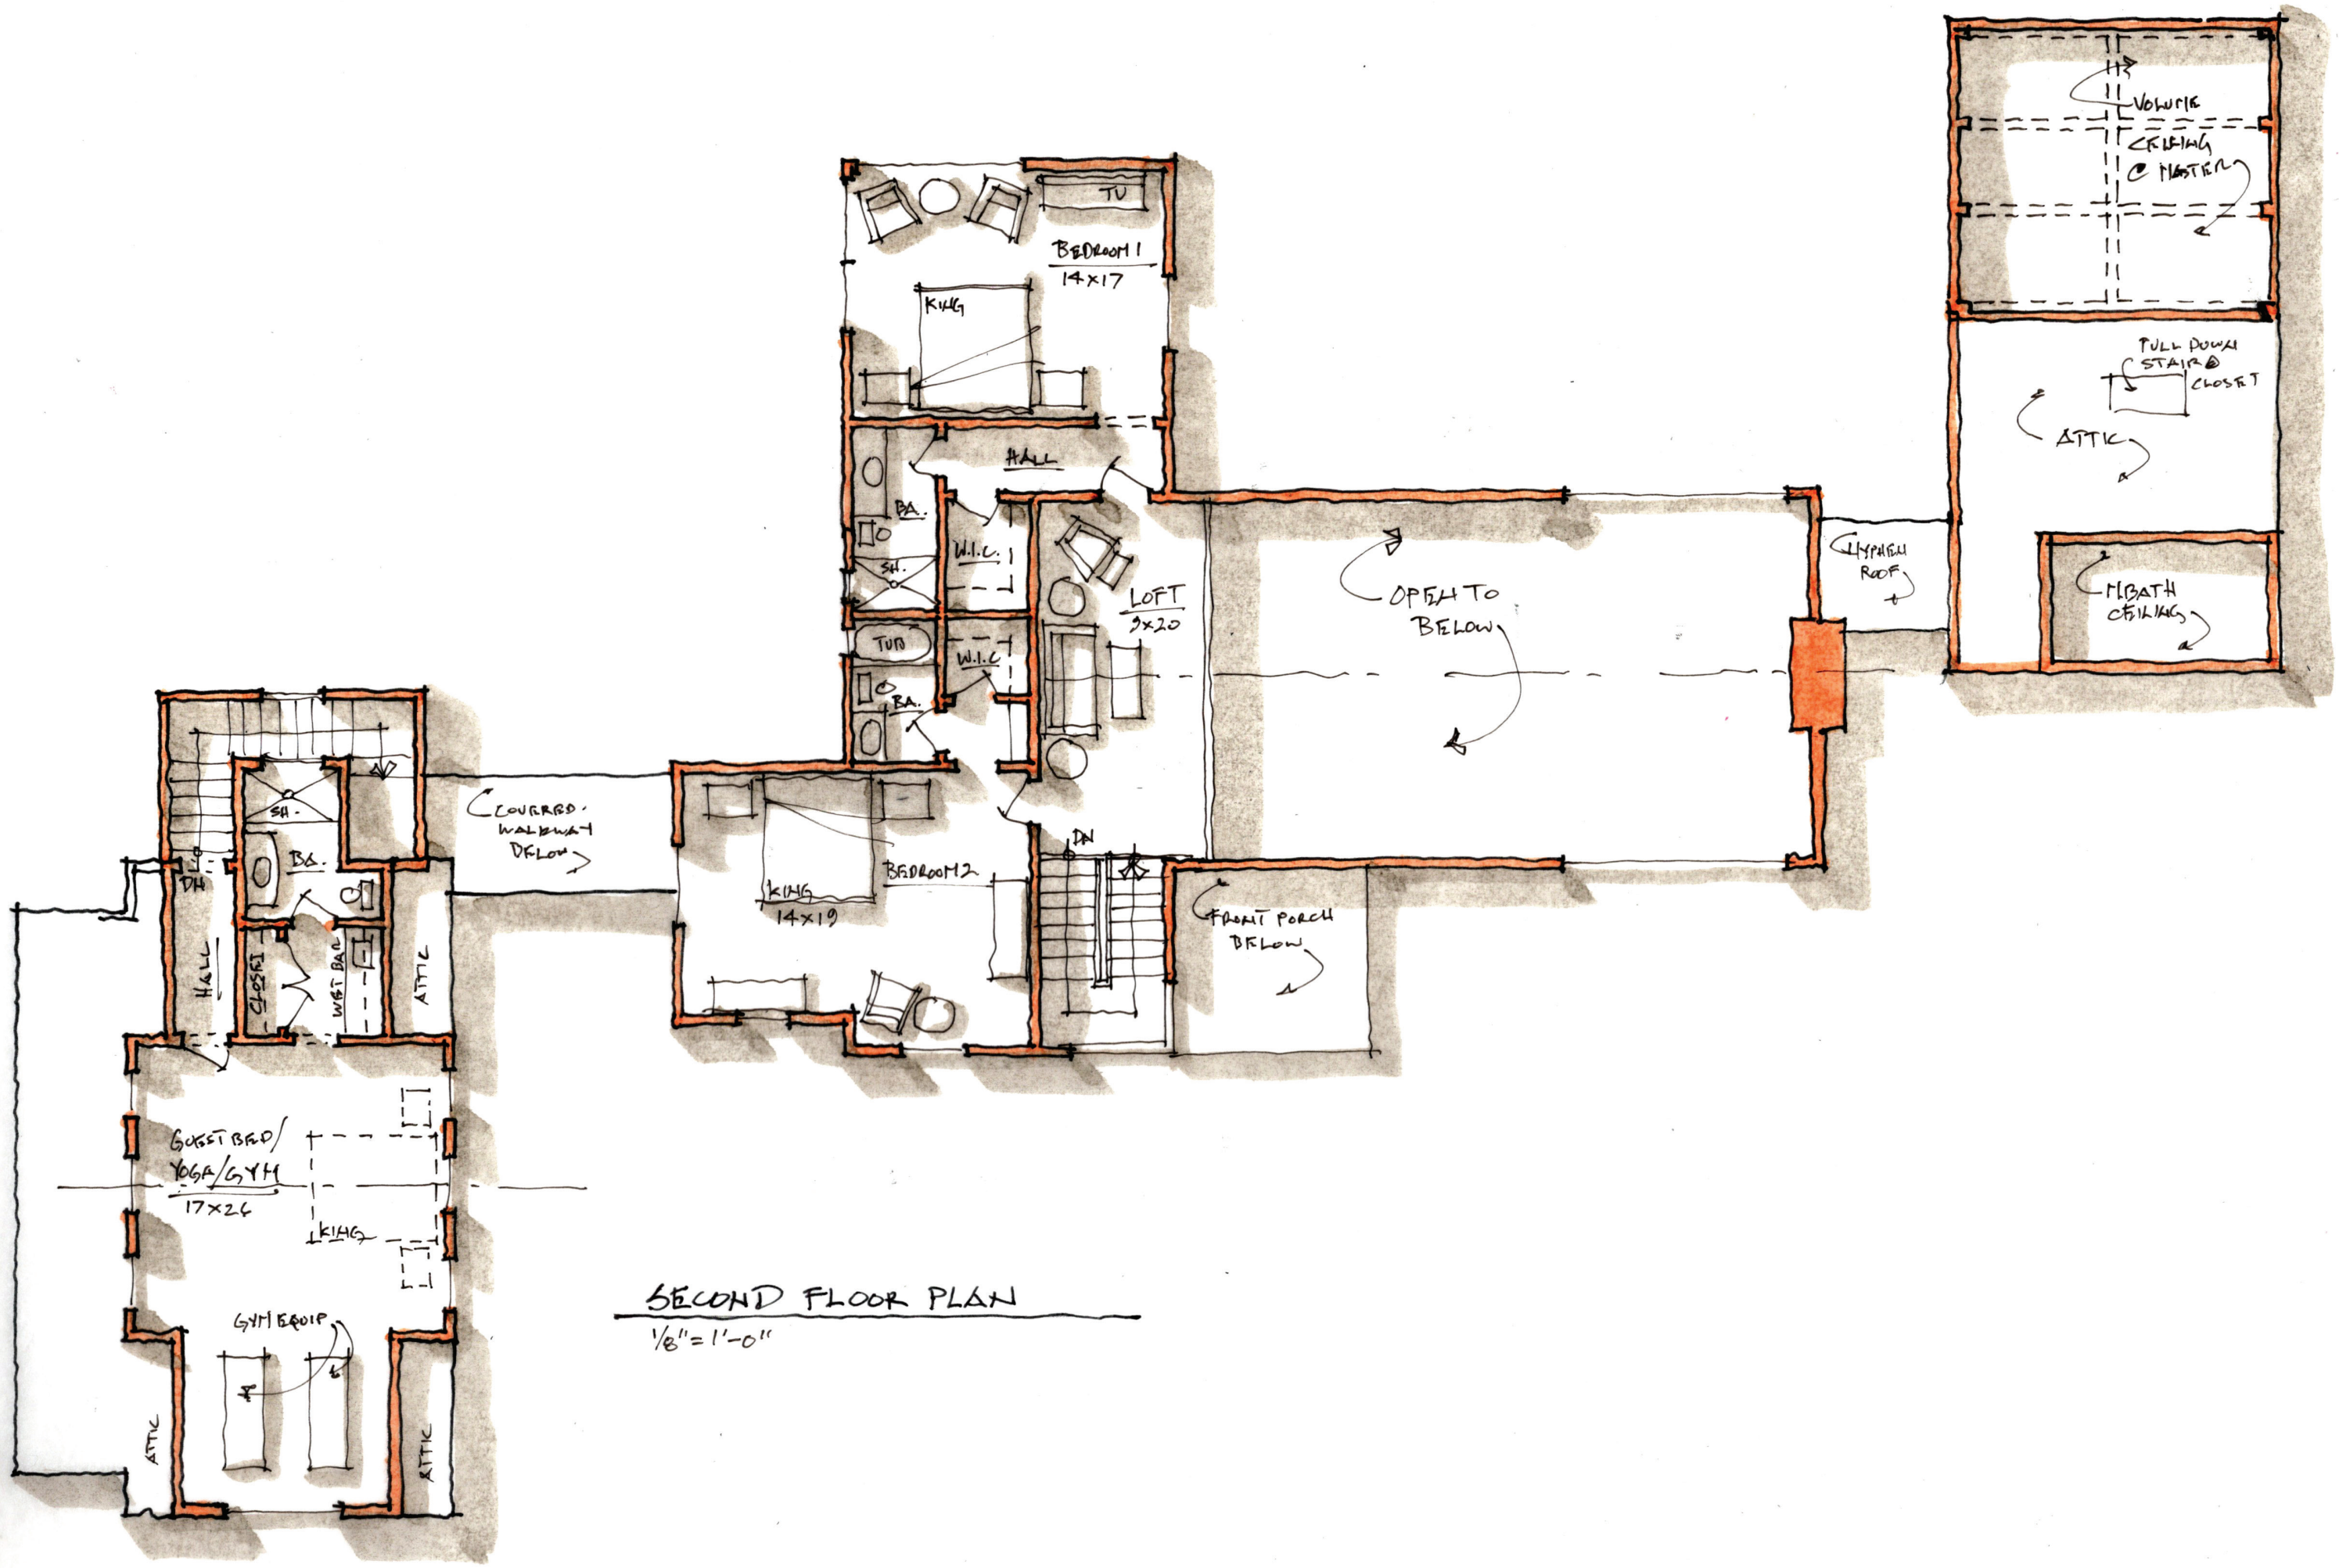 VOLUME
CEILING
@ MASTER
TV
BEDROOM 1
14x17
KING
PULL DOWN
STAIR @
CLOSET
ATTIC
HALL
BA.
W.I.C.
SH.
HYPHEN
ROOF
LOFT
9x20
OPEN TO
BELOW
M.BATH
CEILING
TUB
W.I.C
BA.
COVERED
WALKWAY
BELOW
SH.
BA.
DN
DN
BEDROOM 2
KING
14x19
FRONT PORCH
BELOW
HALL
CLOSET
WET BAR
ATTIC
GUEST BED/
YOGA/GYM
17x26
KING
GYM EQUIP
ATTIC
ATTIC
SECOND FLOOR PLAN
1/8"=1'-0"